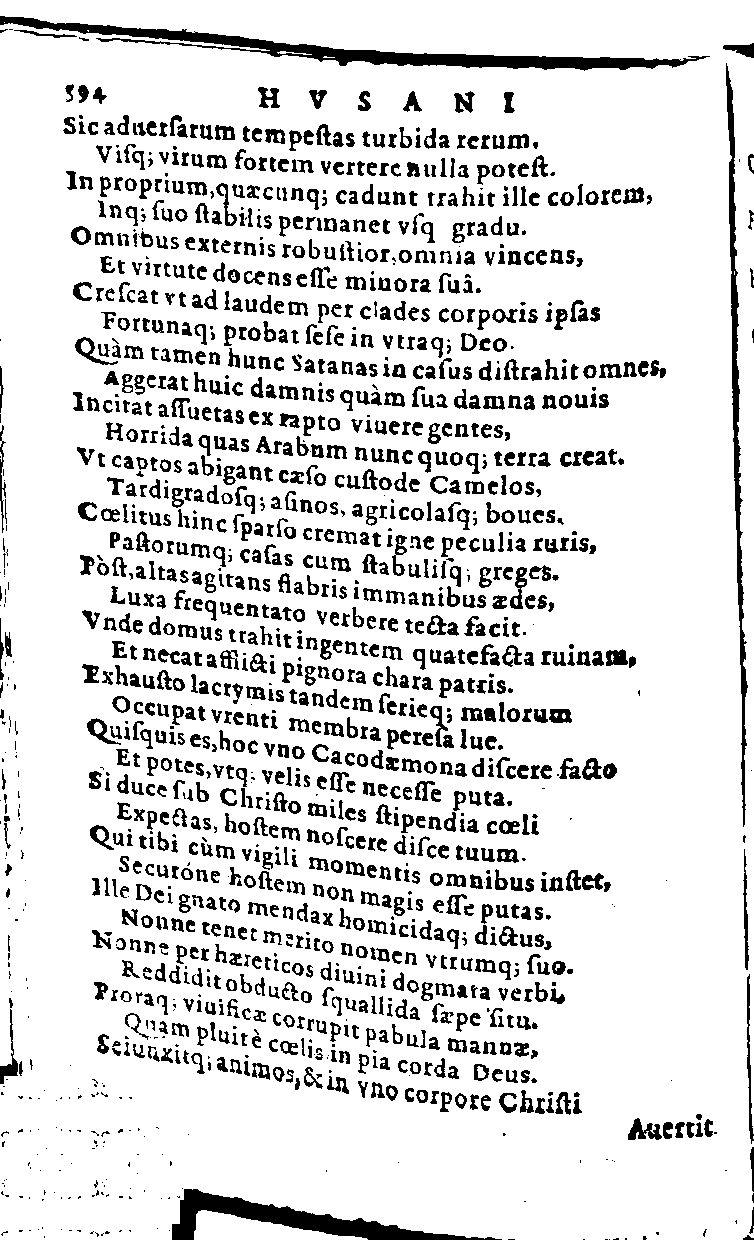 594 HVSANI
Sic aduerſarum tempeſtas turbida rerum.
Viſq; virum fortem vertere nulla poteſt.
In proprium, quæcunq; cadunt trahit ille colorem,
Inq; ſuo ſtabilis permanet vſq gradu.
Omnibus externis robuſtior, omnia vincens,
Et virtute docens eſſe minora ſuâ.
Creſcat vt ad laudem per clades corporis ipſas
Fortunaq; probat ſeſe in vtraq; Deo.
Quàm tamen hunc Satanas in caſus diſtrahit omnes,
Aggerat huic damnis quàm ſua damna nouis
Incitat aſſuetas ex rapto viuere gentes,
Horrida quas Arabum nunc quoq; terra creat.
Vt captos abigant cæſo cuſtode Camelos,
Tardigradoſq; aſinos, agricolaſq; boues.
Cœlitus hinc ſparſo cremat igne peculia ruris,
Paſtorumq; caſas cum ſtabuliſq; greges.
Pòſt, altas agitans flabris immanibus ædes,
Luxa frequentato verbere tecta facit.
Vnde domus trahit ingentem quatefacta ruinam,
Et necat afflicti pignora chara patris.
Exhauſto lacrymis tandem ſerieq; malorum
Occupat vrenti membra pereſa lue.
Quiſquis es, hoc vno Cacodæmona diſcere facto
Et potes, vtq; velis eſſe neceſſe puta.
Si duce ſub Chriſto miles ſtipendia cœli
Expectas, hoſtem noſcere diſce tuum.
Qui tibi cùm vigili momentis omnibus inſtet,
Securóne hoſtem non magis eſſe putas.
Ille Dei gnato mendax homicidaq; dictus,
Nonne tenet merito nomen vtrumq; ſuo.
Nonne per hæreticos diuini dogmata verbi,
Reddidit obducto ſquallida ſæpe ſitu.
Proraq; viuificæ corrupit pabula mannæ,
Quàm pluitè cœlis in pia corda Deus.
Seiunxitq; animos, & in vno corpore Chriſti
Auertit